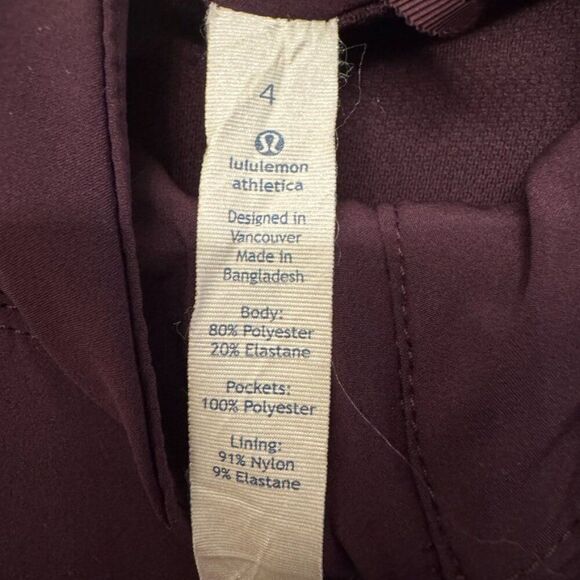 4
lululemon
athletica
Designed in
Vancouver
Made in
Bangladesh
Body:
80% Polyester
20% Elastane
Pockets:
100% Polyester
Lining:
91% Nylon
9% Elastane